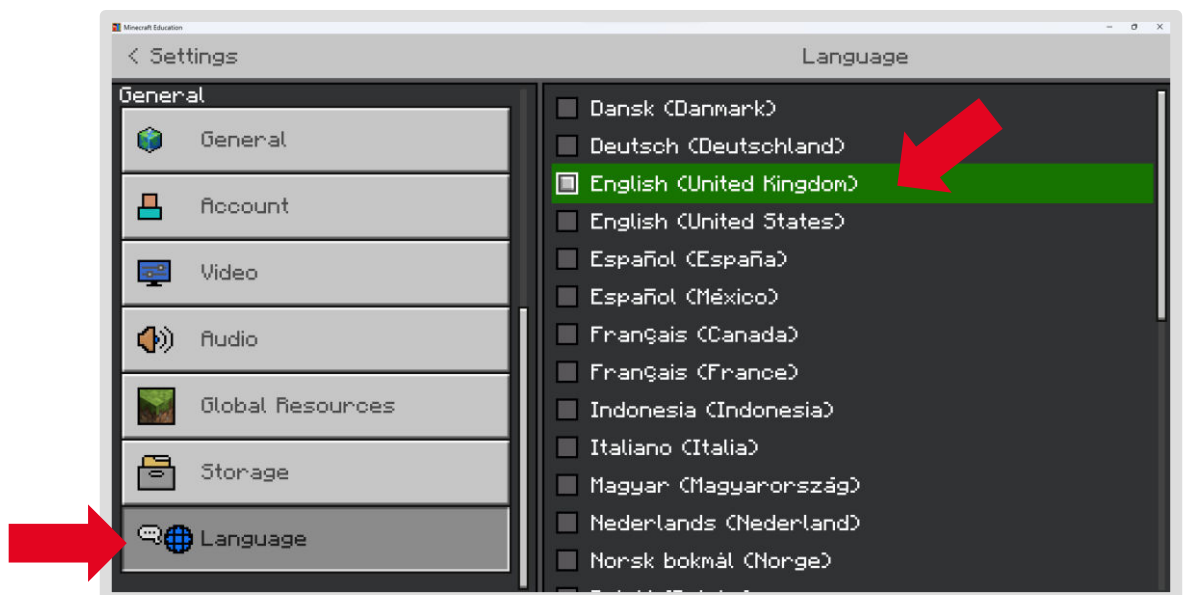 Minecraft Education
< Settings
Language
General
General
Account
Video
Audio
Global Resources
Storage
Language
Dansk (Danmark)
Deutsch (Deutschland)
English (United Kingdom)
English (United States)
Español (España)
Español (México)
Français (Canada)
Français (France)
Indonesia (Indonesia)
Italiano (Italia)
Magyar (Magyarország)
Nederlands (Nederland)
Norsk bokmål (Norge)